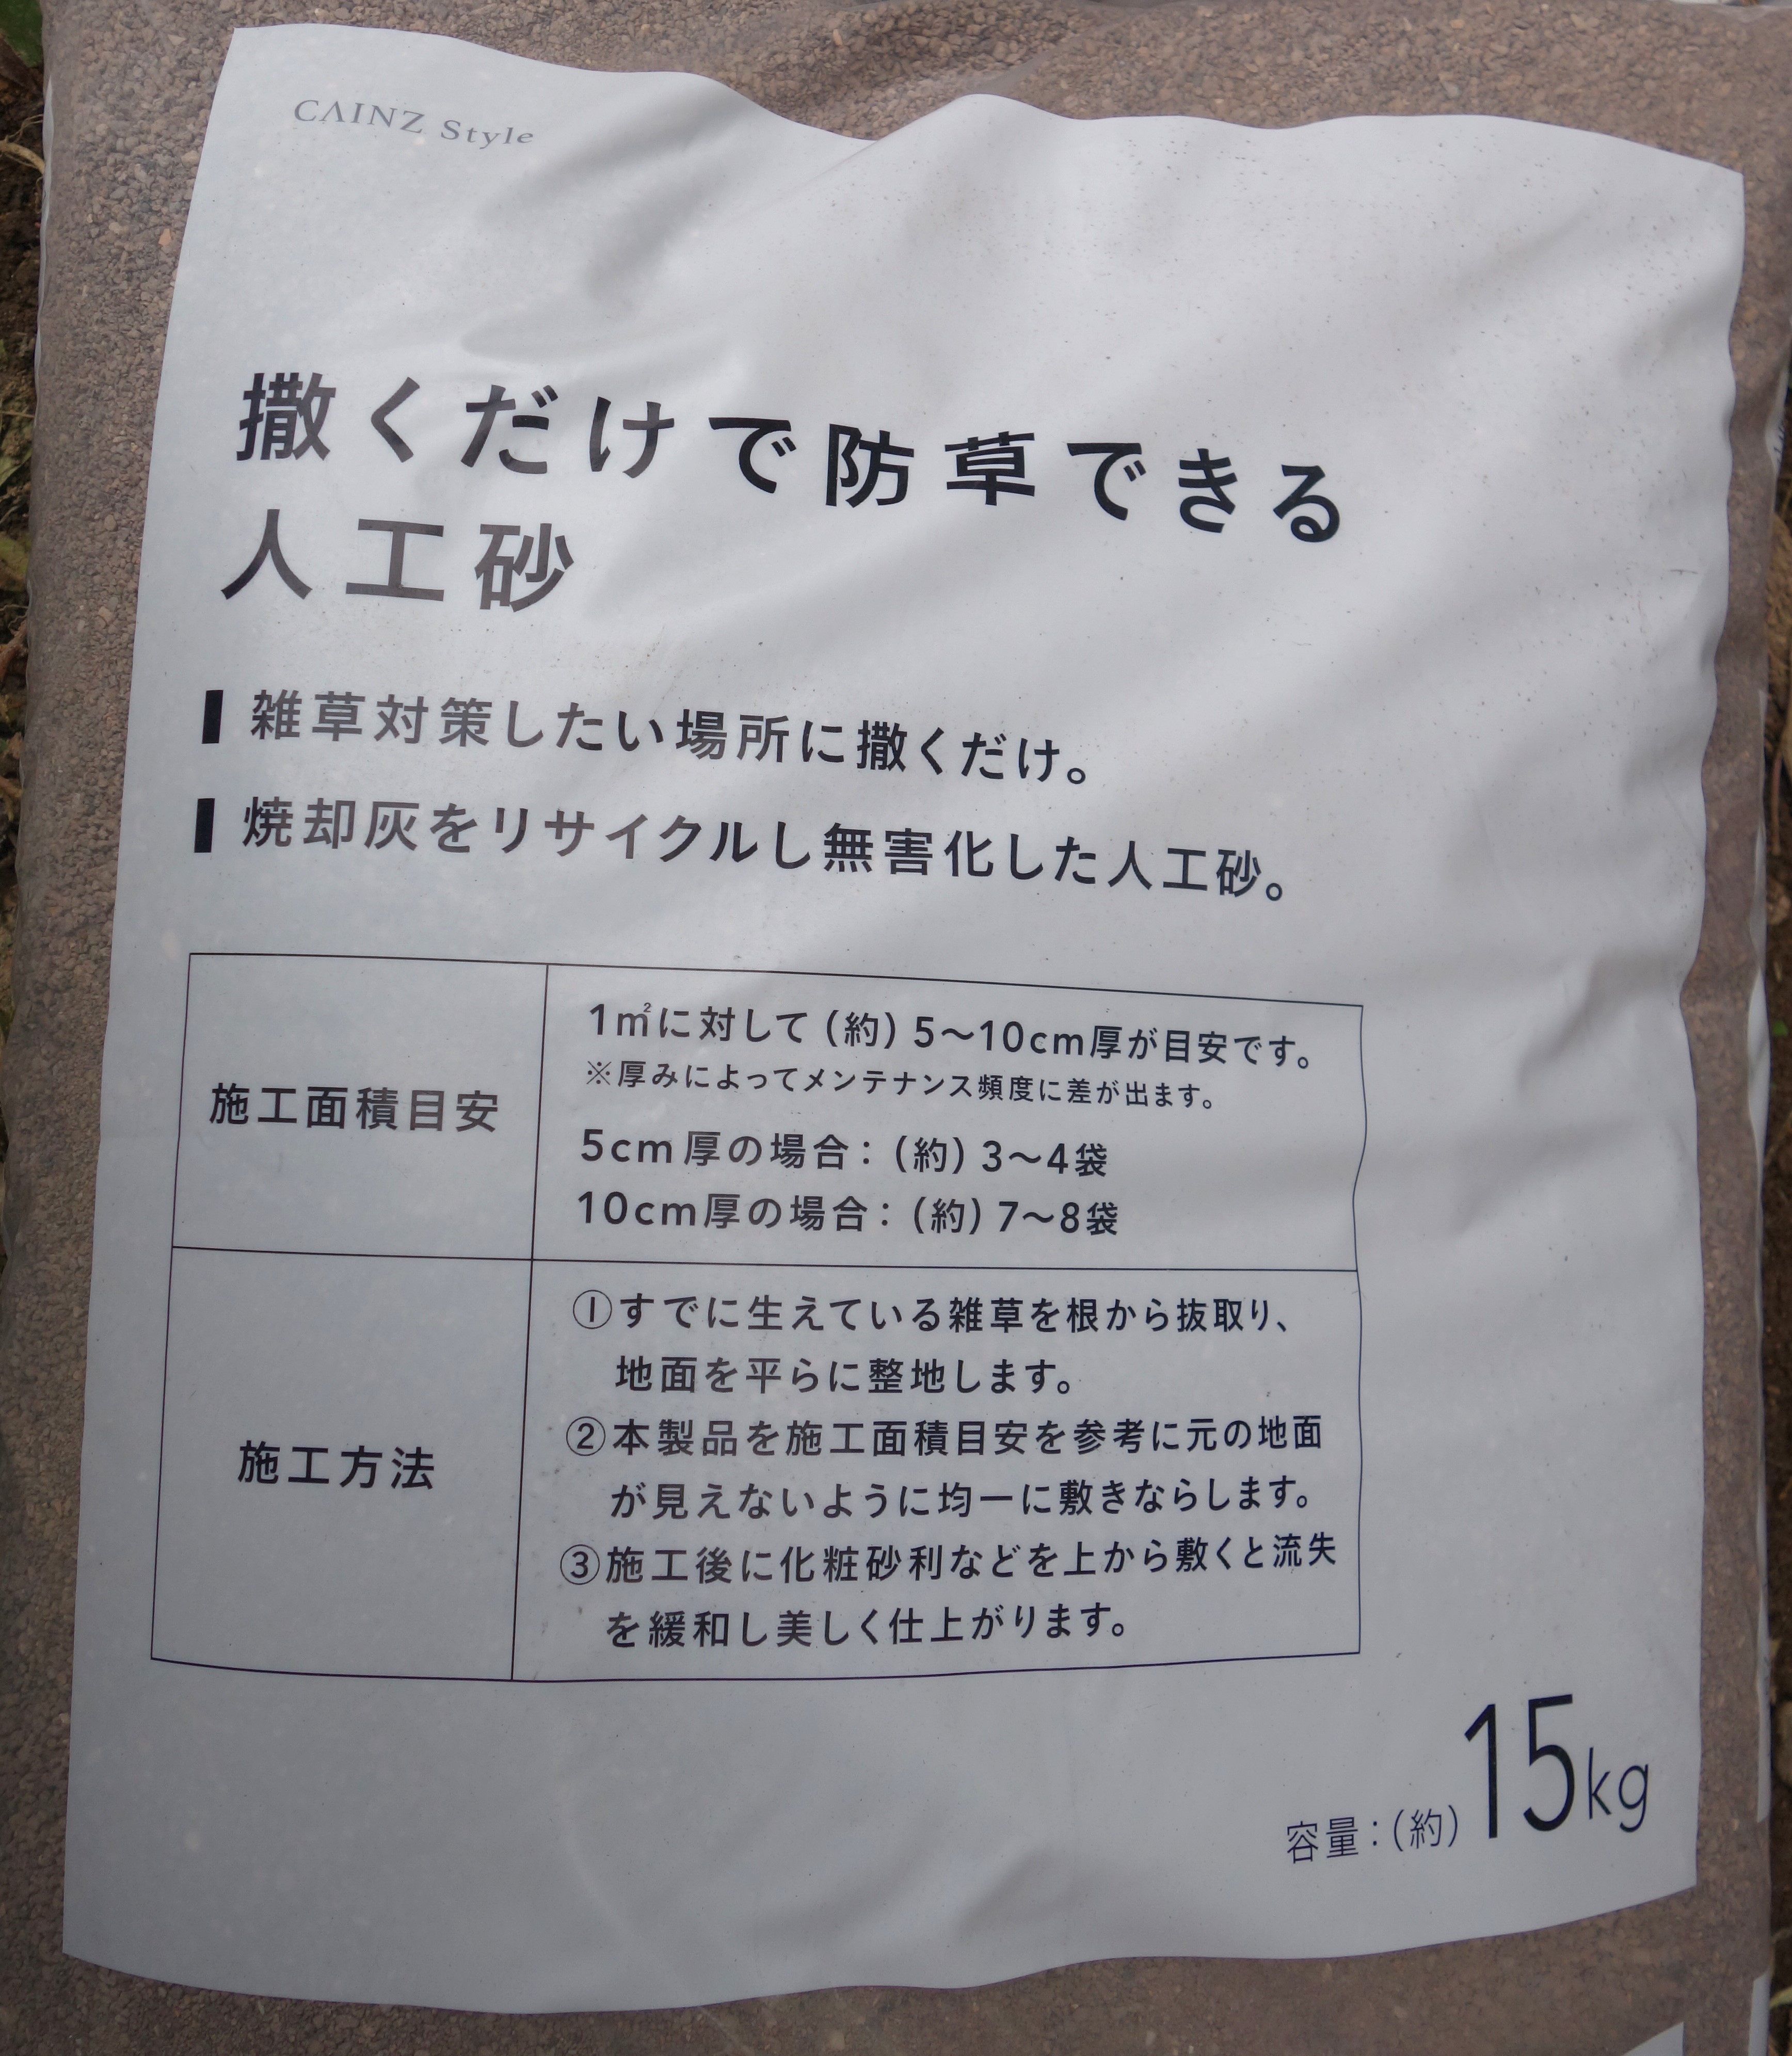 CAINZ Style
撒くだけで防草できる
人工砂
雑草対策したい場所に撒くだけ。
焼却灰をリサイクルし無害化した人工砂。
施工面積目安
1㎡に対して(約)5〜10cm厚が目安です。
※厚みによってメンテナンス頻度に差が出ます。
5cm厚の場合：(約)3〜4袋
10cm厚の場合：(約)7〜8袋
施工方法
①すでに生えている雑草を根から抜取り、
地面を平らに整地します。
②本製品を施工面積目安を参考に元の地面
が見えないように均一に敷きならします。
③施工後に化粧砂利などを上から敷くと流失
を緩和し美しく仕上がります。
容量：(約)15kg